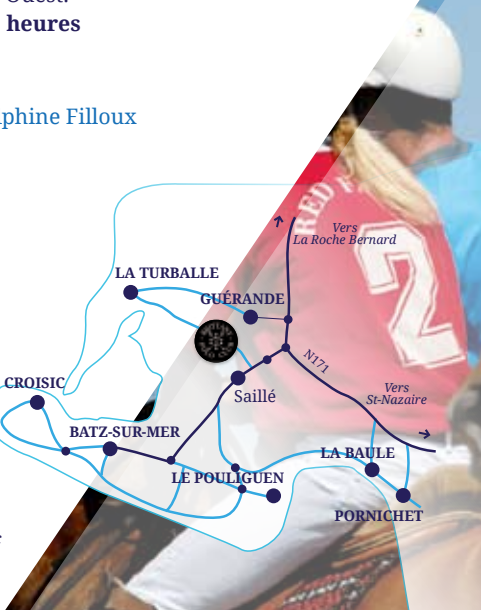 heures
phine Filloux
RED
2
Vers
La Roche Bernard
LA TURBALLE
GUÉRANDE
N171
Saillé
Vers
St-Nazaire
CROISIC
BATZ-SUR-MER
LA BAULE
LE POULIGUEN
PORNICHET